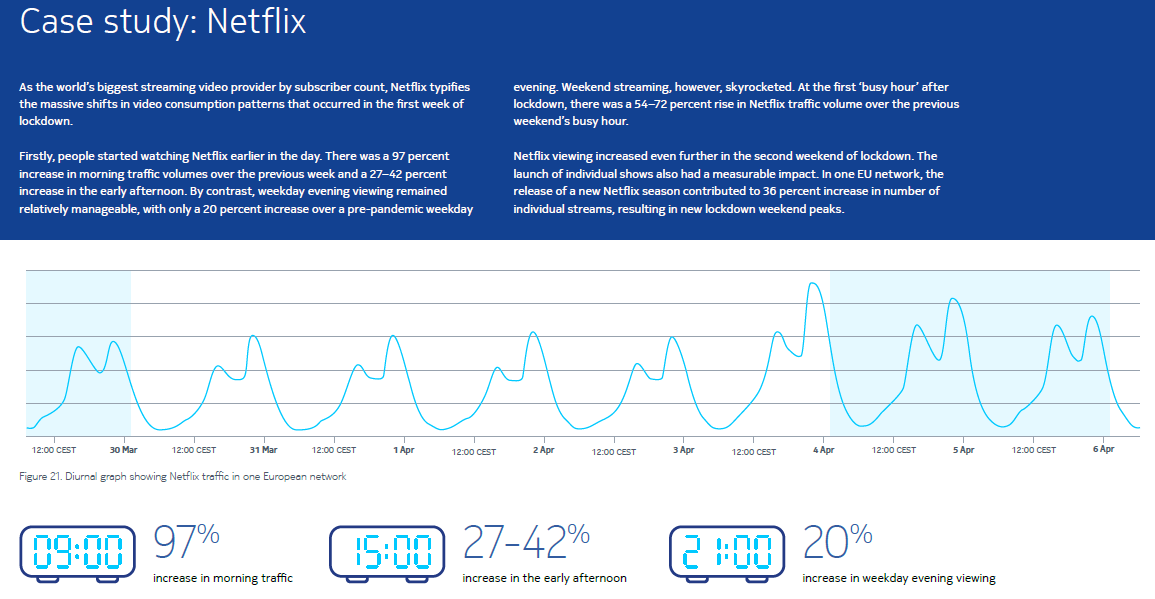 Case study: Netflix
As the world's biggest streaming video provider by subscriber count, Netflix typifies
the massive shifts in video consumption patterns that occurred in the first week of
lockdown.
Firstly, people started watching Netflix earlier in the day. There was a 97 percent
increase in morning traffic volumes over the previous week and a 27–42 percent
increase in the early afternoon. By contrast, weekday evening viewing remained
relatively manageable, with only a 20 percent increase over a pre-pandemic weekday
evening. Weekend streaming, however, skyrocketed. At the first ‘busy hour’ after
lockdown, there was a 54–72 percent rise in Netflix traffic volume over the previous
weekend's busy hour.
Netflix viewing increased even further in the second weekend of lockdown. The
launch of individual shows also had a measurable impact. In one EU network, the
release of a new Netflix season contributed to 36 percent increase in number of
individual streams, resulting in new lockdown weekend peaks.
12:00 CEST 30 Mar 12:00 CEST 31 Mar 12:00 CEST 1 Apr 12:00 CEST 2 Apr 12:00 CEST 3 Apr 12:00 CEST 4 Apr 12:00 CEST 5 Apr 12:00 CEST 6 Apr
Figure 21. Diurnal graph showing Netflix traffic in one European network
09:00
97%
increase in morning traffic
15:00
27-42%
increase in the early afternoon
21:00
20%
increase in weekday evening viewing